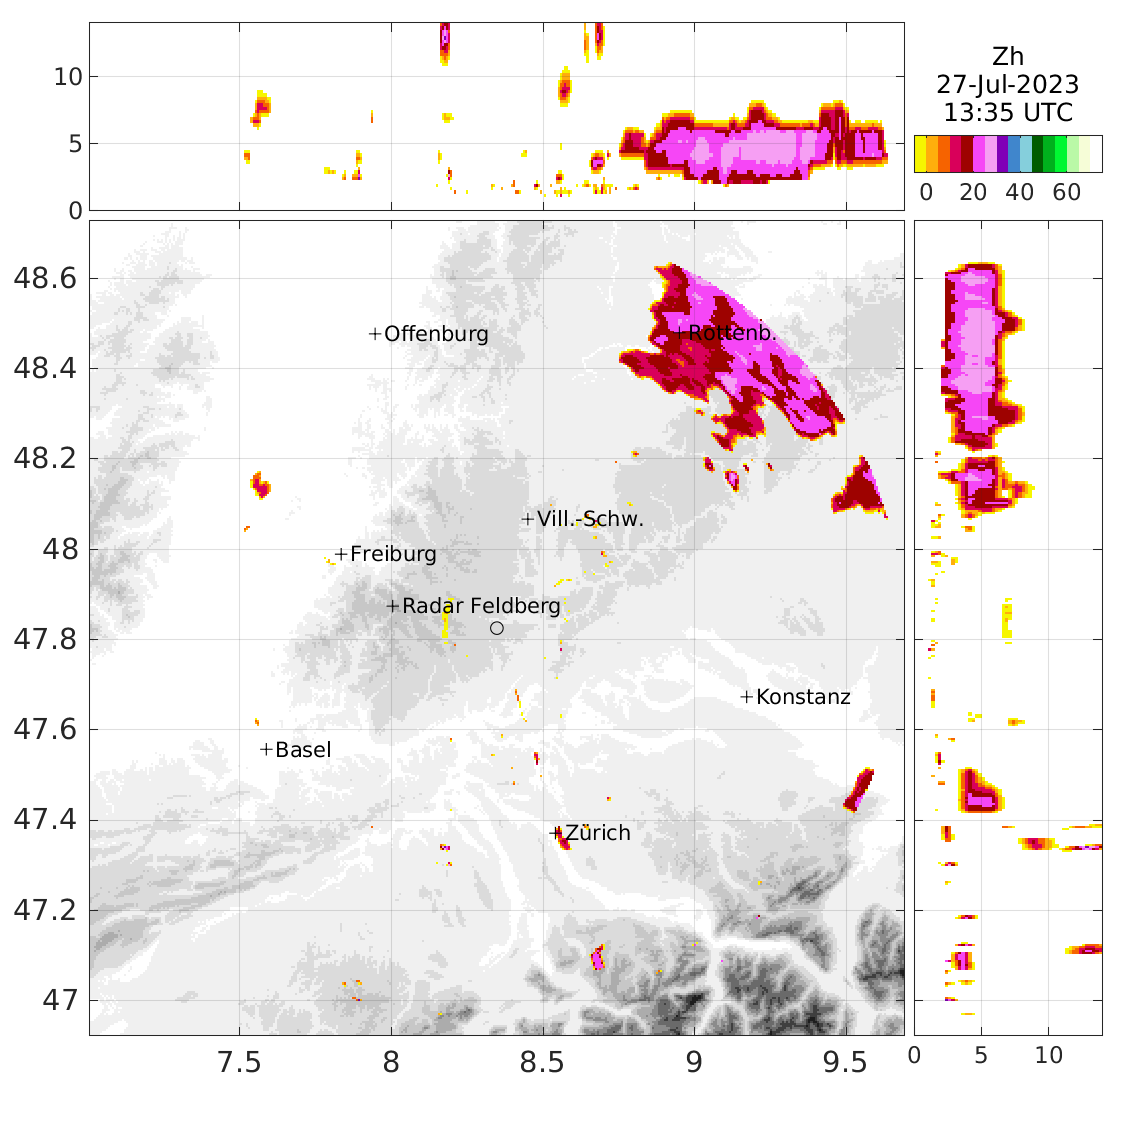 Zh
27-Jul-2023
13:35 UTC
0 20 40 60
10
5
0
48.6
48.4
48.2
48
47.8
47.6
47.4
47.2
47
Rottenb.
Offenburg
Vill.-Schw.
Freiburg
Radar Feldberg
Konstanz
Basel
Zürich
7.5 8 8.5 9 9.5
0 5 10